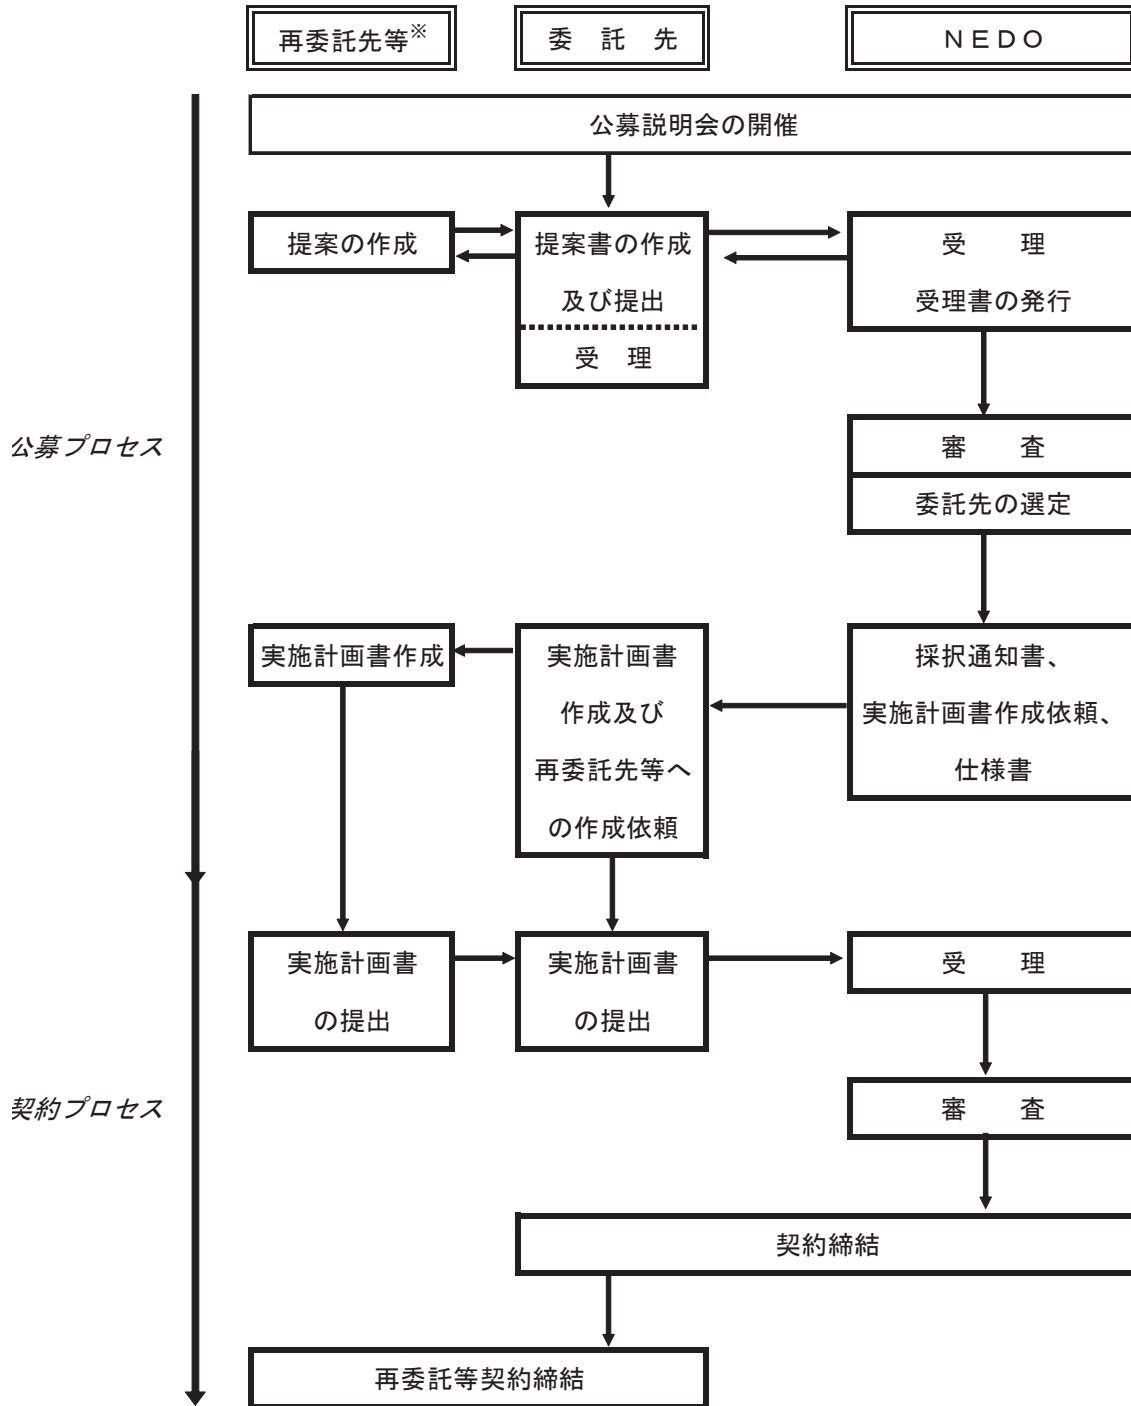 再委託先等※
委　託　先
ＮＥＤＯ
公募説明会の開催
提案の作成
提案書の作成
及び提出
受　理
受　　理
受理書の発行
公募プロセス
審　　査
委託先の選定
実施計画書作成
実施計画書
作成及び
再委託先等へ
の作成依頼
採択通知書、
実施計画書作成依頼、
仕様書
実施計画書
の提出
実施計画書
の提出
受　　理
契約プロセス
審　　査
契約締結
再委託等契約締結